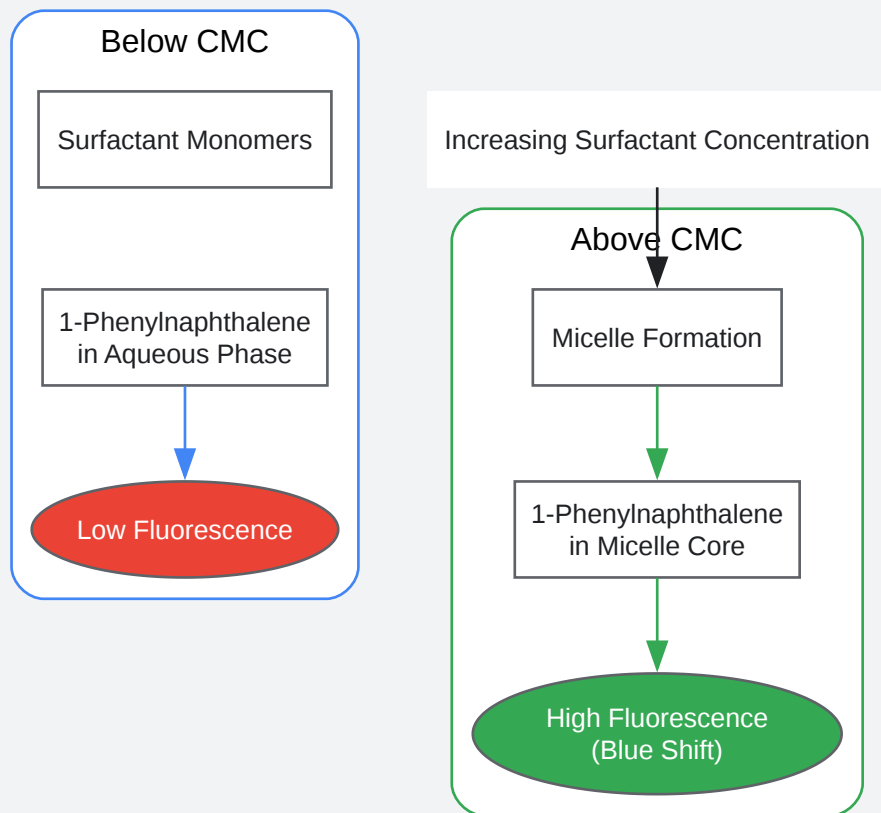 Below CMC
Surfactant Monomers
1-Phenylnaphthalene
in Aqueous Phase
Low Fluorescence
Increasing Surfactant Concentration
Above CMC
Micelle Formation
1-Phenylnaphthalene
in Micelle Core
High Fluorescence
(Blue Shift)